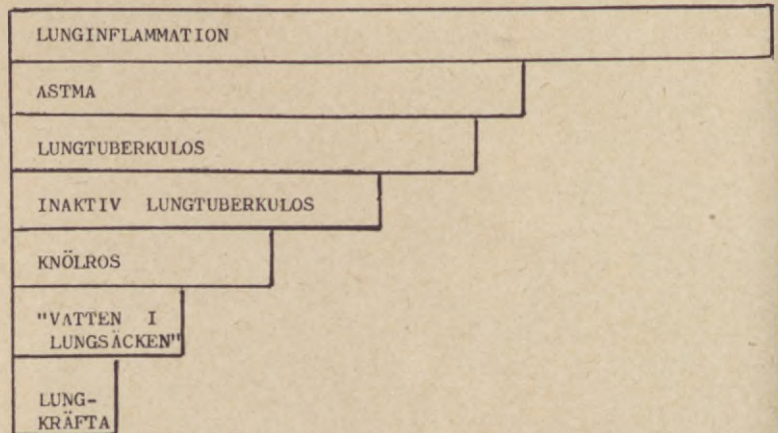 LUNGINFLAMMATION
ASTMA
LUNGTUBERKULOS
INAKTIV LUNGTUBERKULOS
KNÖLROS
"VATTEN I
LUNGSÄCKEN"
LUNG-
KRÄFTA